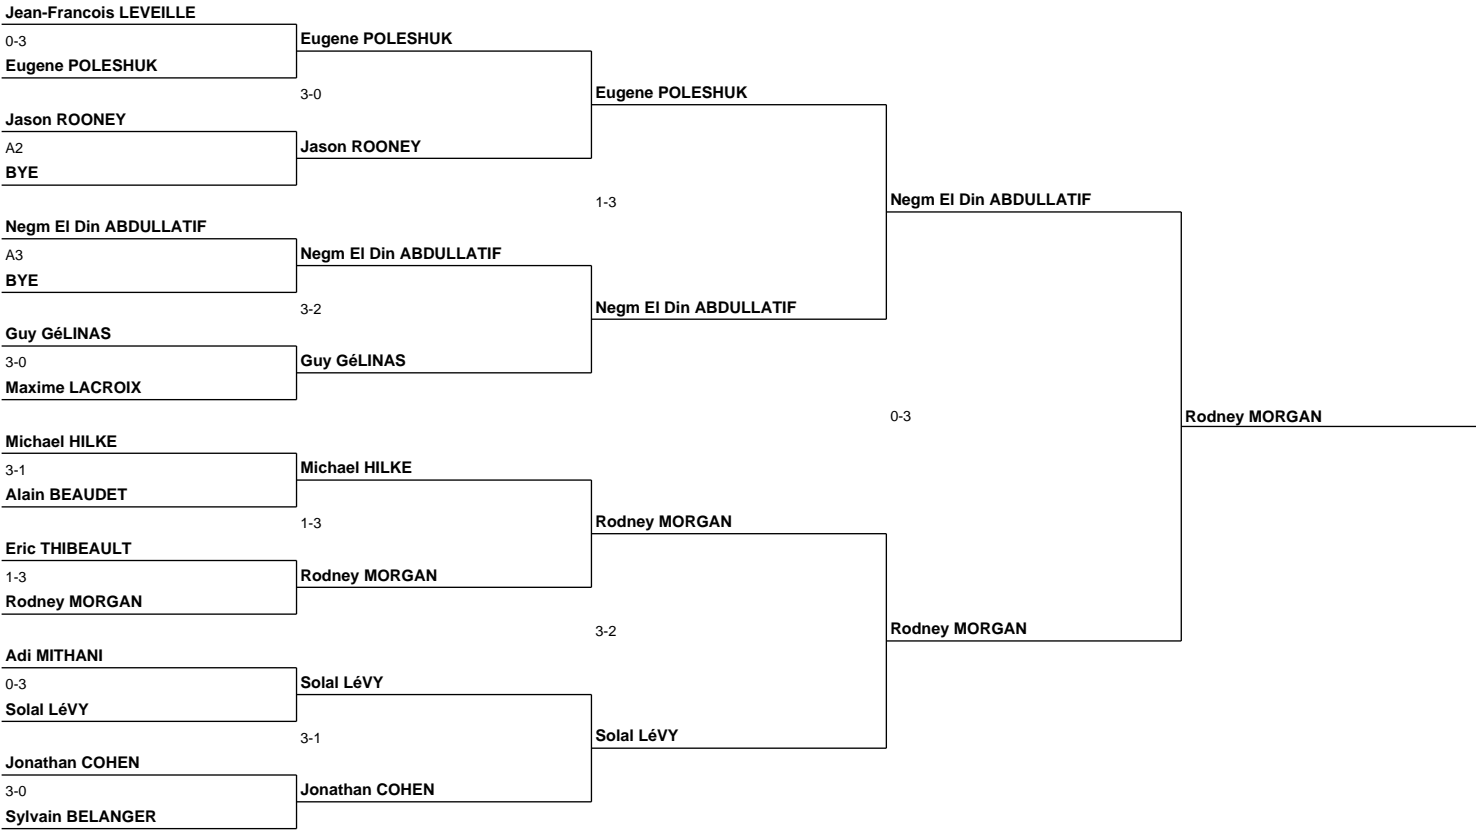 Jean-Francois LEVEILLE
0-3
Eugene POLESHUK
Eugene POLESHUK
3-0
Eugene POLESHUK
Jason ROONEY
A2
BYE
Jason ROONEY
1-3
Negm El Din ABDULLATIF
Negm El Din ABDULLATIF
A3
BYE
Negm El Din ABDULLATIF
3-2
Negm El Din ABDULLATIF
Guy GéLINAS
3-0
Maxime LACROIX
Guy GéLINAS
0-3
Rodney MORGAN
Michael HILKE
3-1
Alain BEAUDET
Michael HILKE
1-3
Rodney MORGAN
Eric THIBEAULT
1-3
Rodney MORGAN
Rodney MORGAN
3-2
Rodney MORGAN
Adi MITHANI
0-3
Solal LéVY
Solal LéVY
3-1
Solal LéVY
Jonathan COHEN
3-0
Sylvain BELANGER
Jonathan COHEN